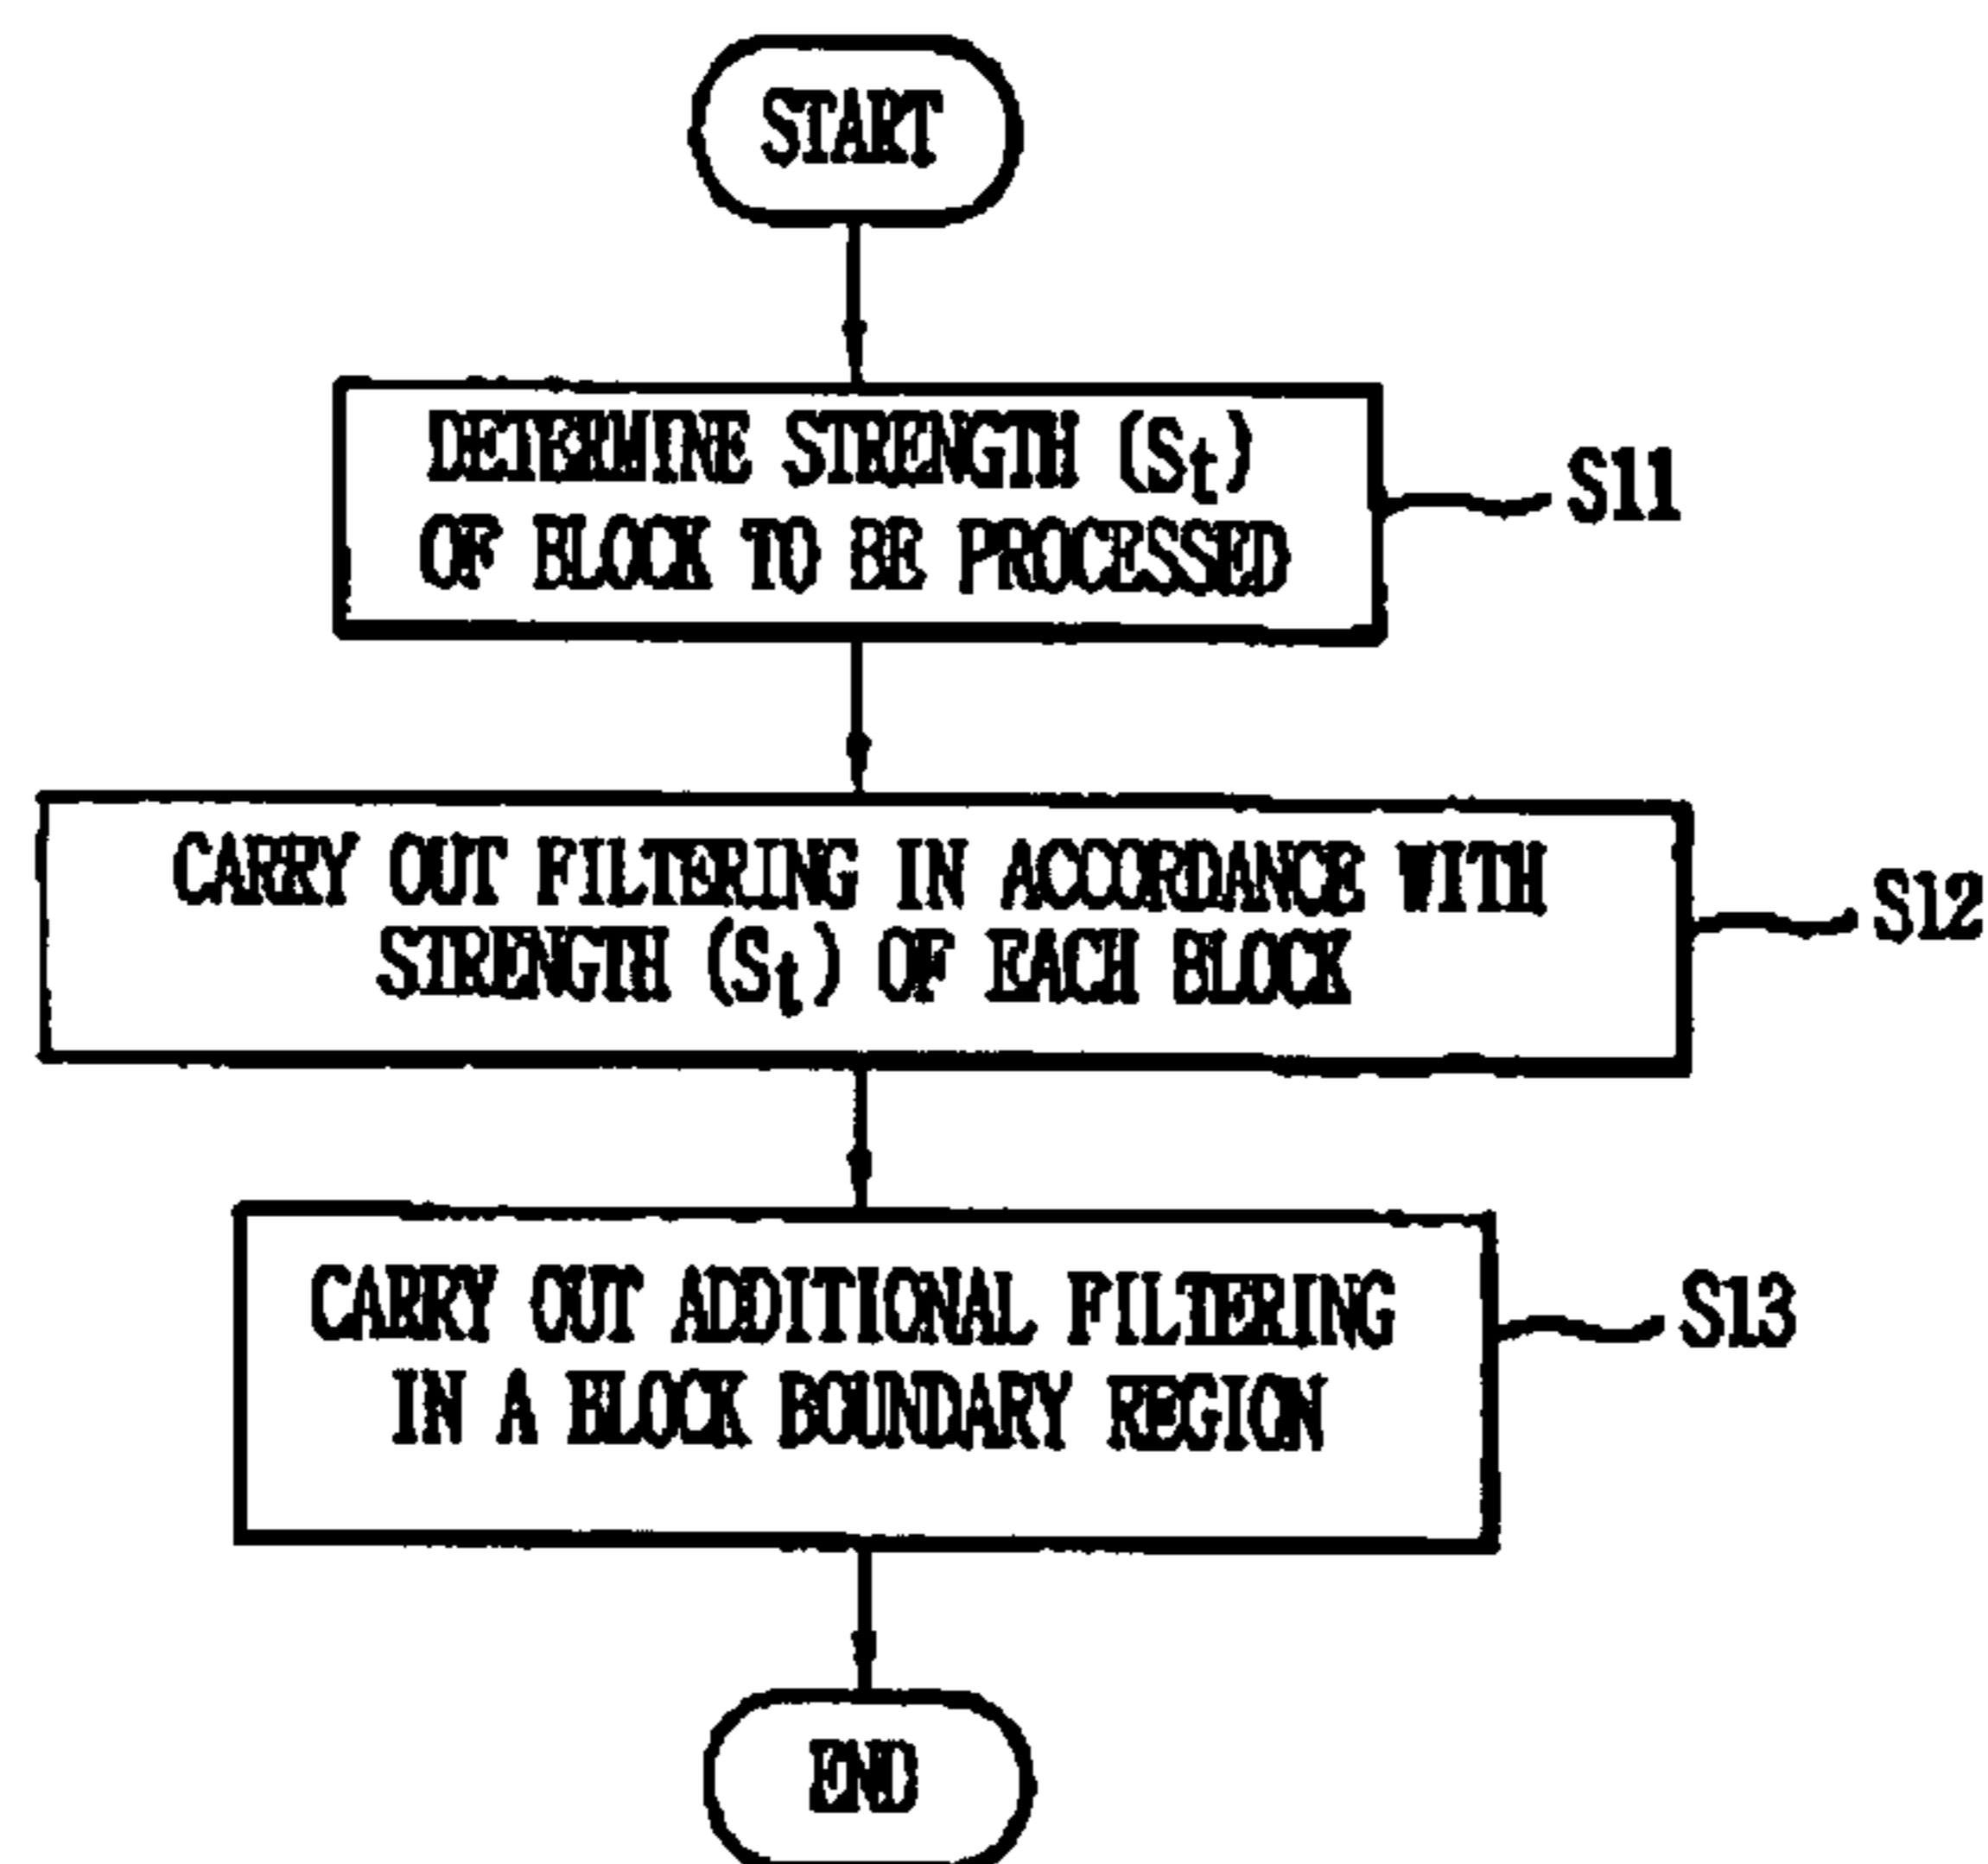 START
DETERMINE STRENGTH (St)
OF BLOCK TO BE PROCESSED
S11
CARRY OUT FILTERING IN ACCORDANCE WITH
STRENGTH (St) OF EACH BLOCK
S12
CARRY OUT ADDITIONAL FILTERING
IN A BLOCK BOUNDARY REGION
S13
END